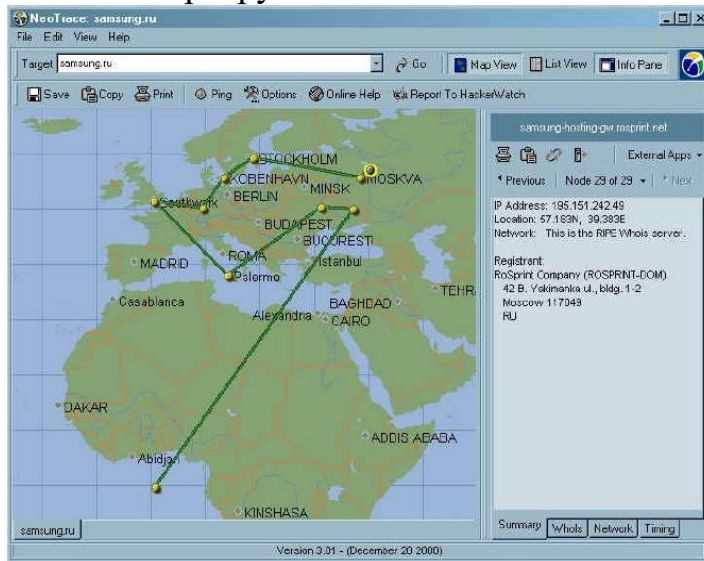 NeoTrace: samsung.ru
File Edit View Help
Target samsung.ru Go Map View List View Info Pane
Save Copy Print Ping Options Online Help Report To HackerWatch
samsung-hosting-gw.rosprint.net
External Apps
Previous Node 29 of 29 Nex
IP Address: 195.151.242.49
Location: 57.183N, 39.383E
Network: This is the RIPE Whois server.
Registrant:
RoSprint Company (ROSPRINT-DOM)
42 B. Yakimanka ul., bldg. 1-2
Moscow 117049
RU
STOCKHOLM
KOBENHAVN
MOSKVA
MINSK
BERLIN
Southwark
BUDAPEST
BUCUREST
ROMA
Istanbul
MADRID
Palermo
TEHR
Casablanca
BAGHDAD
Alexandria
CAIRO
DAKAR
ADDIS ABABA
Abidjan
KINSHASA
samsung.ru
Summary WhoIs Network Timing
Version 3.01 - (December 20 2000)